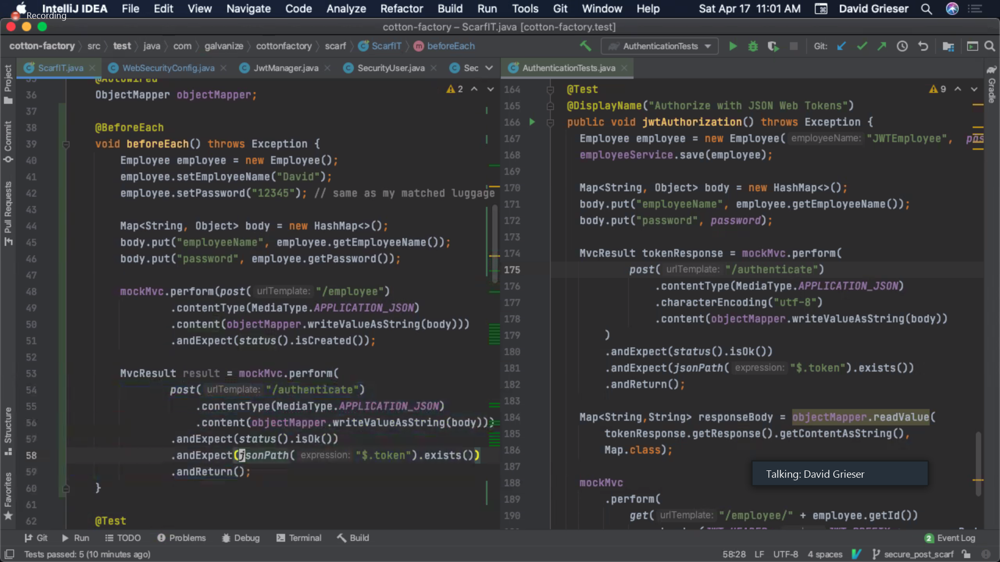 IntelliJ IDEA File Edit View Navigate Code Analyze Refactor Build Run Tools Git Window Help Sat Apr 17 11:01 AM David Grieser
Recording
cotton-factory – ScarfIT.java [cotton-factory.test]
cotton-factory src test java com galvanize cottonfactory scarf ScarfIT m beforeEach AuthenticationTests Git:
ScarfIT.java WebSecurityConfig.java JwtManager.java SecurityUser.java Sec AuthenticationTests.java
Project
Commit
Pull Requests
Structure
Favorites
Gradle
2
35 @Autowired
36 ObjectMapper objectMapper;
37
38 @BeforeEach
39 void beforeEach() throws Exception {
40 Employee employee = new Employee();
41 employee.setEmployeeName("David");
42 employee.setPassword("12345"); // same as my matched luggage
43
44 Map<String, Object> body = new HashMap<>();
45 body.put("employeeName", employee.getEmployeeName());
46 body.put("password", employee.getPassword());
47
48 mockMvc.perform(post( urlTemplate: "/employee")
49 .contentType(MediaType.APPLICATION_JSON)
50 .content(objectMapper.writeValueAsString(body)))
51 .andExpect(status().isCreated());
52
53 MvcResult result = mockMvc.perform(
54 post( urlTemplate: "/authenticate")
55 .contentType(MediaType.APPLICATION_JSON)
56 .content(objectMapper.writeValueAsString(body)))
57 .andExpect(status().isOk())
58 .andExpect(jsonPath( expression: "$.token").exists())
59 .andReturn();
60 }
61
62 @Test
9
164 @Test
165 @DisplayName("Authorize with JSON Web Tokens")
166 public void jwtAuthorization() throws Exception {
167 Employee employee = new Employee( employeeName: "JWTEmployee", pas
168 employeeService.save(employee);
169
170 Map<String, Object> body = new HashMap<>();
171 body.put("employeeName", employee.getEmployeeName());
172 body.put("password", password);
173
174 MvcResult tokenResponse = mockMvc.perform(
175 post( urlTemplate: "/authenticate")
176 .contentType(MediaType.APPLICATION_JSON)
177 .characterEncoding("utf-8")
178 .content(objectMapper.writeValueAsString(body))
179 )
180 .andExpect(status().isOk())
181 .andExpect(jsonPath( expression: "$.token").exists())
182 .andReturn();
183
184 Map<String,String> responseBody = objectMapper.readValue(
185 tokenResponse.getResponse().getContentAsString(),
186 Map.class);
187
188 mockMvc
189 .perform(
190 get( urlTemplate: "/employee/" + employee.getId())
Talking: David Grieser
Git Run TODO Problems Debug Terminal Build 2 Event Log
Tests passed: 5 (10 minutes ago) 58:28 LF UTF-8 4 spaces secure_post_scarf